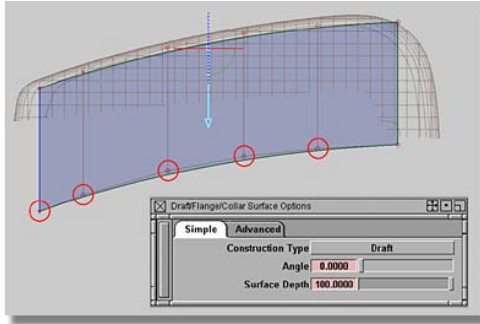 Draft/Flange/Collar Surface Options
Simple Advanced
Construction Type Draft
Angle 0.0000
Surface Depth 100.0000